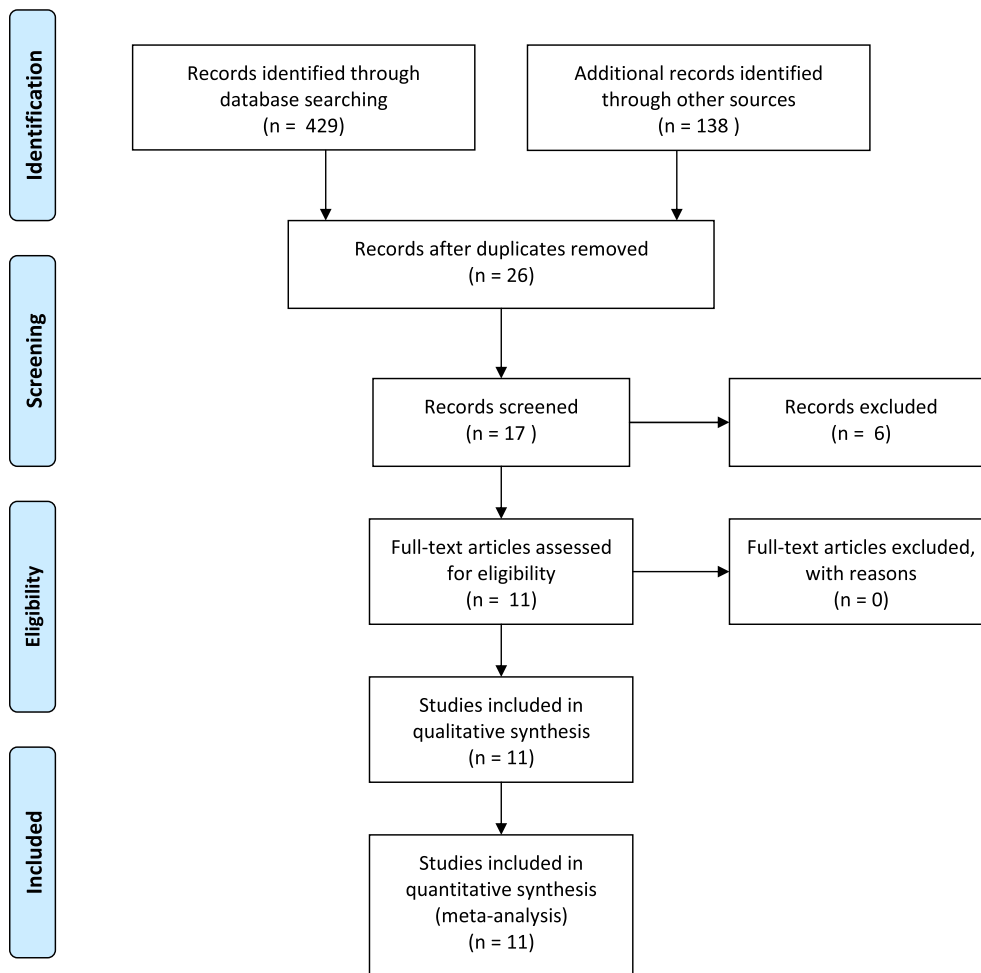 Identification
Records identified through
database searching
(n =  429)
Additional records identified
through other sources
(n = 138 )
Records after duplicates removed
(n = 26)
Screening
Records screened
(n = 17 )
Records excluded
(n =  6)
Eligibility
Full-text articles assessed
for eligibility
(n =  11)
Full-text articles excluded,
with reasons
(n = 0)
Studies included in
qualitative synthesis
(n = 11)
Included
Studies included in
quantitative synthesis
(meta-analysis)
(n = 11)